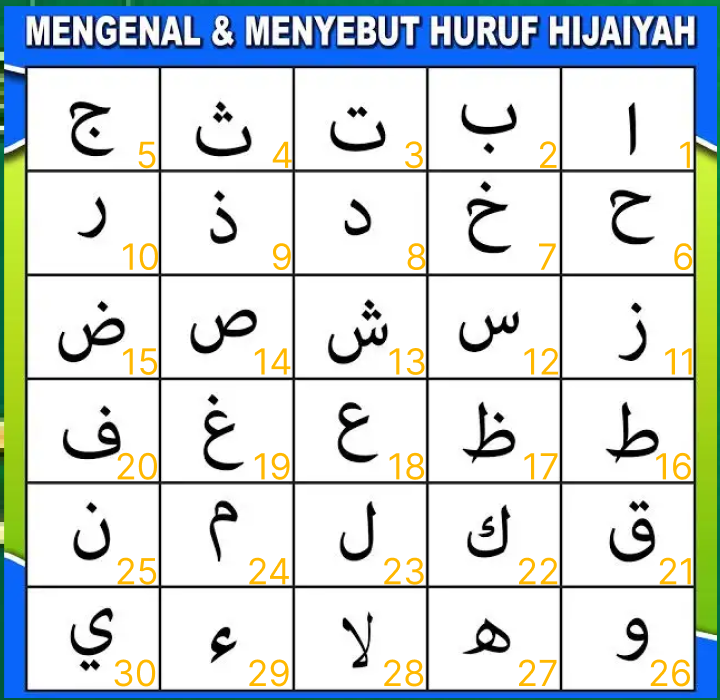 MENGENAL & MENYEBUT HURUF HIJAIYAH
ا 1 ب 2 ت 3 ث 4 ج 5
ح 6 خ 7 د 8 ذ 9 ر 10
ز 11 س 12 ش 13 ص 14 ض 15
ط 16 ظ 17 ع 18 غ 19 ف 20
ق 21 ك 22 ل 23 م 24 ن 25
و 26 ه 27 لا 28 ء 29 ي 30